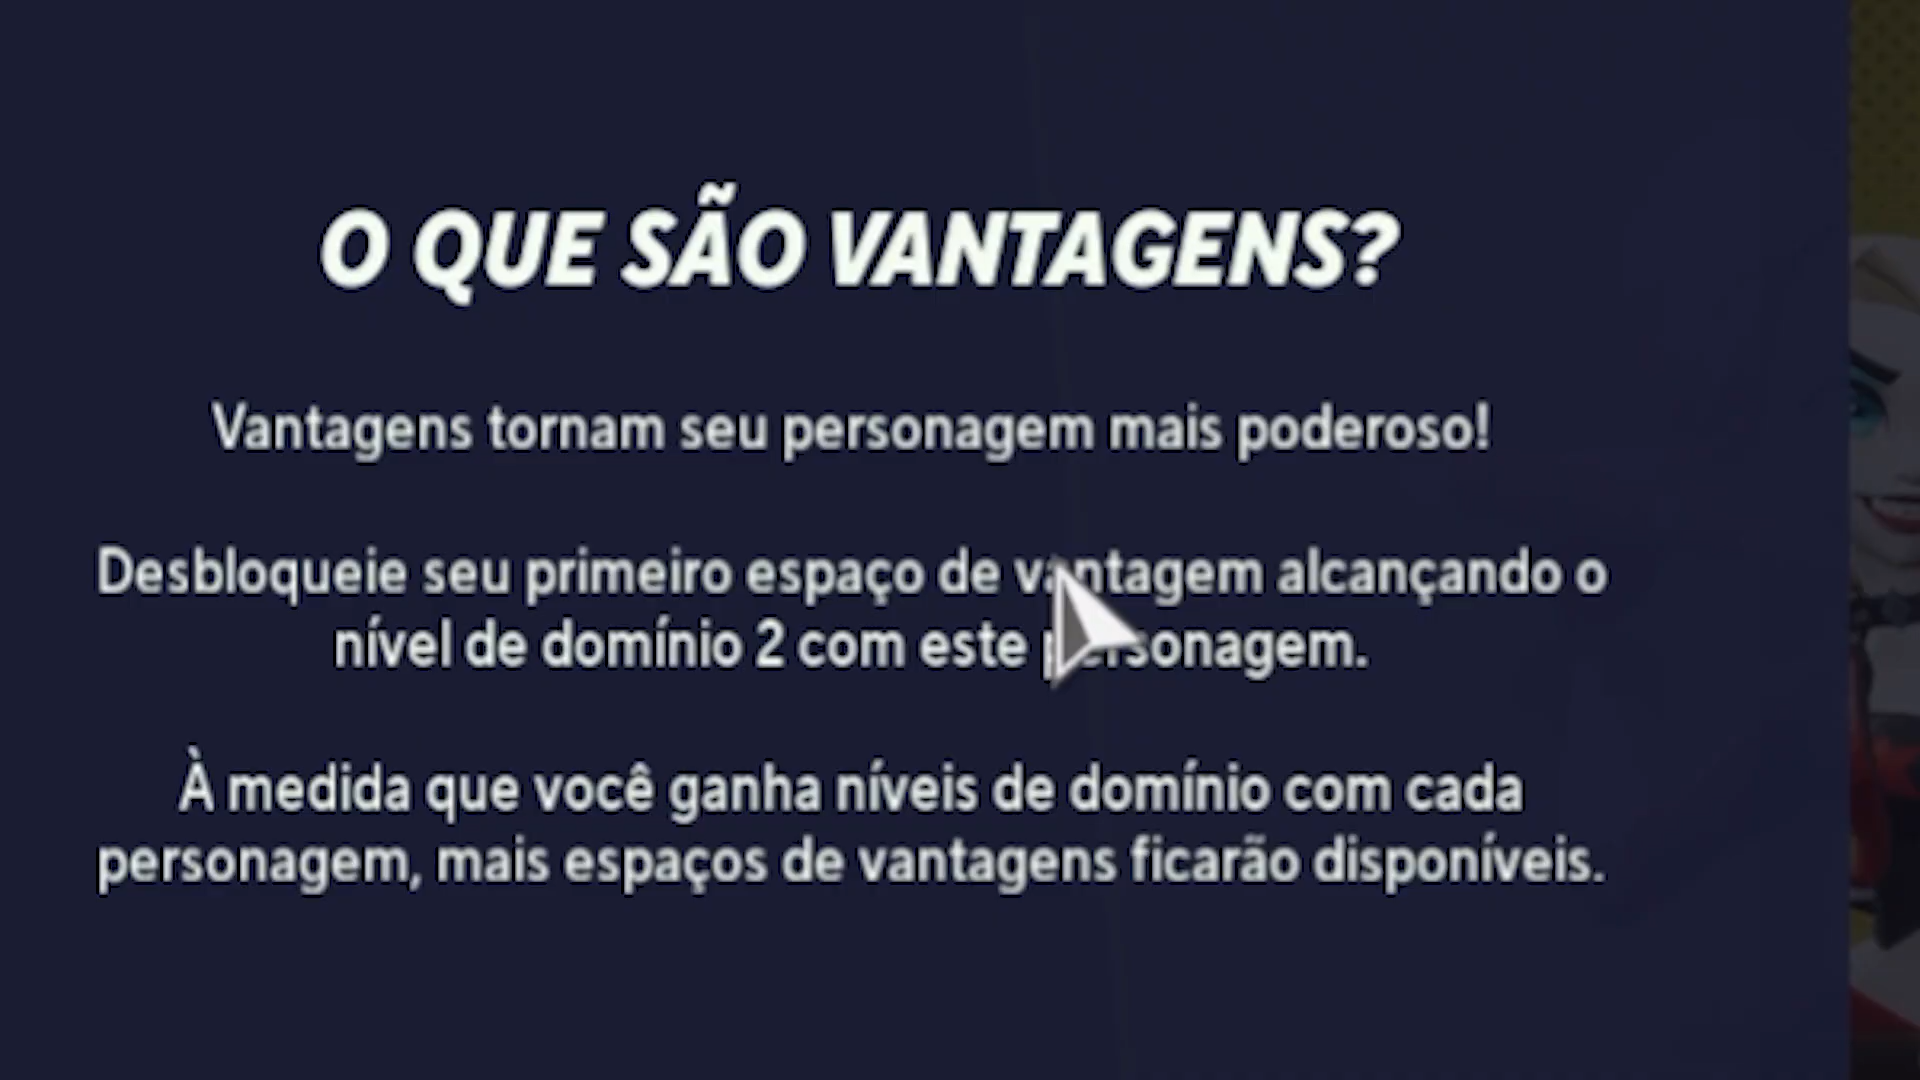 O QUE SÃO VANTAGENS?
Vantagens tornam seu personagem mais poderoso!
Desbloqueie seu primeiro espaço de vantagem alcançando o
nível de domínio 2 com este personagem.
À medida que você ganha níveis de domínio com cada
personagem, mais espaços de vantagens ficarão disponíveis.